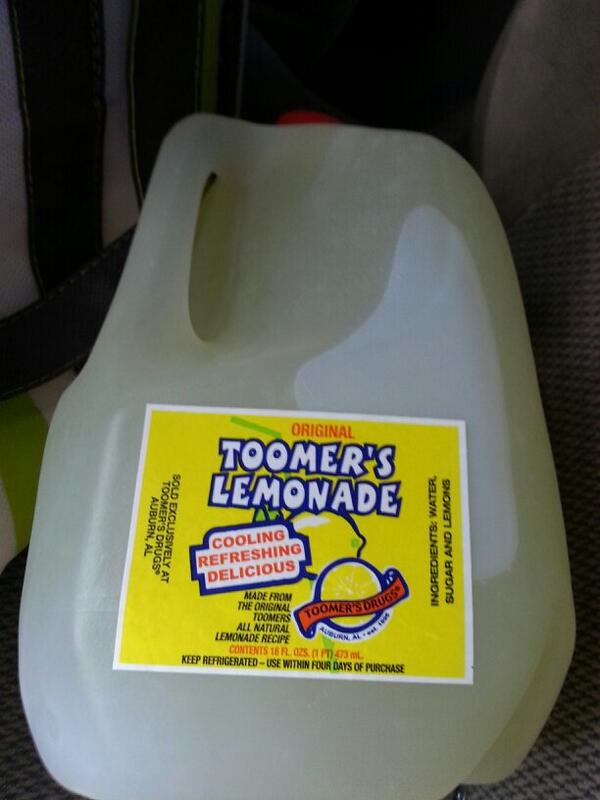 ORIGINAL
TOOMER'S
LEMONADE
COOLING
REFRESHING
DELICIOUS
MADE FROM
THE ORIGINAL
TOOMERS
ALL NATURAL
LEMONADE RECIPE
TOOMER'S DRUGS®
AUBURN, AL • est. 1896
CONTENTS 16 FL. OZS. (1 PT) 473 mL.
KEEP REFRIGERATED – USE WITHIN FOUR DAYS OF PURCHASE
SOLD EXCLUSIVELY AT
TOOMER'S DRUGS®
AUBURN, AL
INGREDIENTS: WATER,
SUGAR AND LEMONS